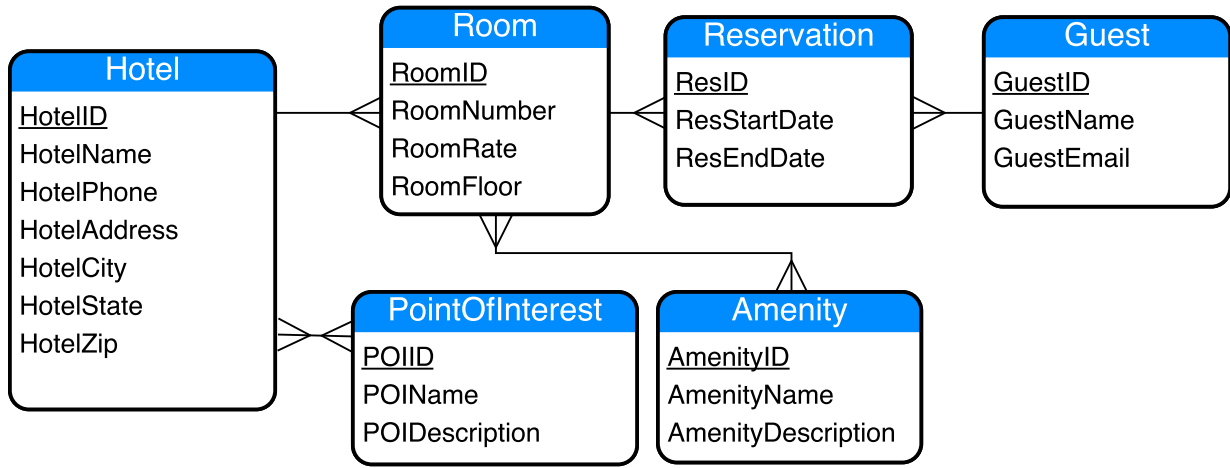 Hotel
HotelID
HotelName
HotelPhone
HotelAddress
HotelCity
HotelState
HotelZip
Room
RoomID
RoomNumber
RoomRate
RoomFloor
Reservation
ResID
ResStartDate
ResEndDate
Guest
GuestID
GuestName
GuestEmail
PointOfInterest
POIID
POIName
POIDescription
Amenity
AmenityID
AmenityName
AmenityDescription